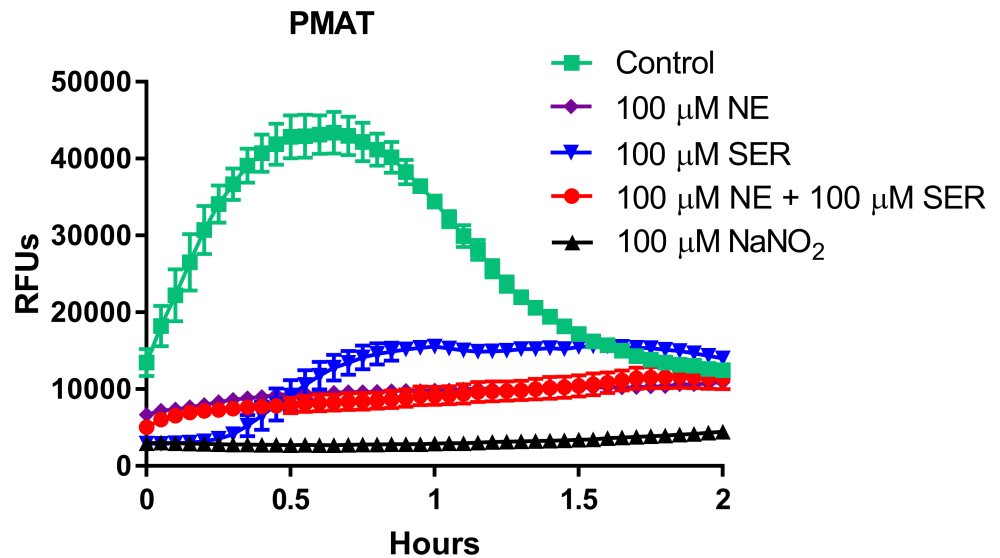 PMAT
Control
100 μM NE
100 μM SER
100 μM NE + 100 μM SER
100 μM NaNO₂
RFUs
50000
40000
30000
20000
10000
0
0 0.5 1 1.5 2
Hours